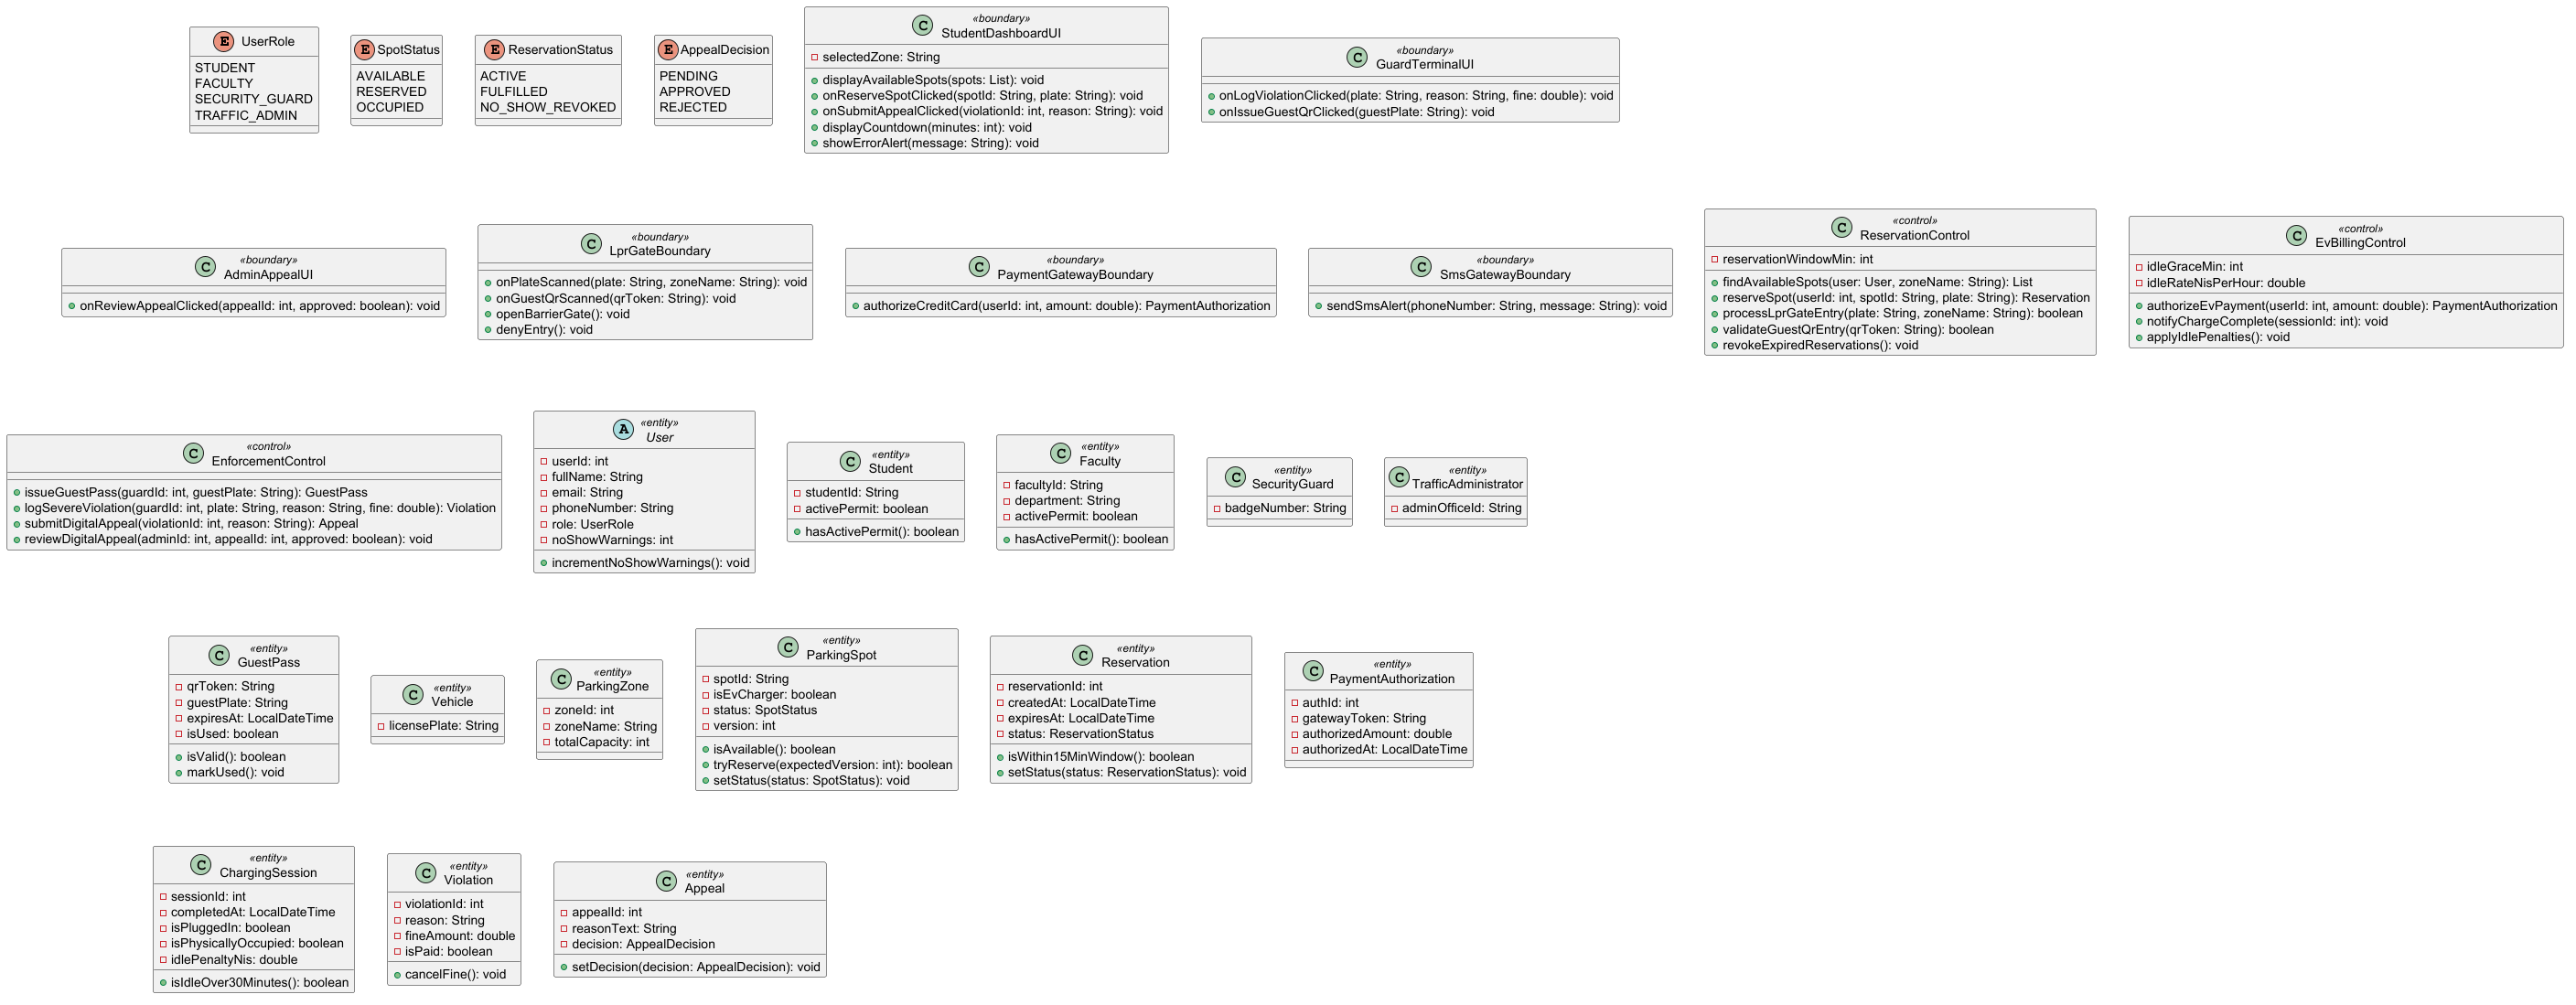 E UserRole
STUDENT
FACULTY
SECURITY_GUARD
TRAFFIC_ADMIN
E SpotStatus
AVAILABLE
RESERVED
OCCUPIED
E ReservationStatus
ACTIVE
FULFILLED
NO_SHOW_REVOKED
E AppealDecision
PENDING
APPROVED
REJECTED
«boundary»
C StudentDashboardUI
selectedZone: String
displayAvailableSpots(spots: List): void
onReserveSpotClicked(spotId: String, plate: String): void
onSubmitAppealClicked(violationId: int, reason: String): void
displayCountdown(minutes: int): void
showErrorAlert(message: String): void
«boundary»
C GuardTerminalUI
onLogViolationClicked(plate: String, reason: String, fine: double): void
onIssueGuestQrClicked(guestPlate: String): void
«boundary»
C AdminAppealUI
onReviewAppealClicked(appealId: int, approved: boolean): void
«boundary»
C LprGateBoundary
onPlateScanned(plate: String, zoneName: String): void
onGuestQrScanned(qrToken: String): void
openBarrierGate(): void
denyEntry(): void
«boundary»
C PaymentGatewayBoundary
authorizeCreditCard(userId: int, amount: double): PaymentAuthorization
«boundary»
C SmsGatewayBoundary
sendSmsAlert(phoneNumber: String, message: String): void
«control»
C ReservationControl
reservationWindowMin: int
findAvailableSpots(user: User, zoneName: String): List
reserveSpot(userId: int, spotId: String, plate: String): Reservation
processLprGateEntry(plate: String, zoneName: String): boolean
validateGuestQrEntry(qrToken: String): boolean
revokeExpiredReservations(): void
«control»
C EvBillingControl
idleGraceMin: int
idleRateNisPerHour: double
authorizeEvPayment(userId: int, amount: double): PaymentAuthorization
notifyChargeComplete(sessionId: int): void
applyIdlePenalties(): void
«control»
C EnforcementControl
issueGuestPass(guardId: int, guestPlate: String): GuestPass
logSevereViolation(guardId: int, plate: String, reason: String, fine: double): Violation
submitDigitalAppeal(violationId: int, reason: String): Appeal
reviewDigitalAppeal(adminId: int, appealId: int, approved: boolean): void
«entity»
A User
userId: int
fullName: String
email: String
phoneNumber: String
role: UserRole
noShowWarnings: int
incrementNoShowWarnings(): void
«entity»
C Student
studentId: String
activePermit: boolean
hasActivePermit(): boolean
«entity»
C Faculty
facultyId: String
department: String
activePermit: boolean
hasActivePermit(): boolean
«entity»
C SecurityGuard
badgeNumber: String
«entity»
C TrafficAdministrator
adminOfficeId: String
«entity»
C GuestPass
qrToken: String
guestPlate: String
expiresAt: LocalDateTime
isUsed: boolean
isValid(): boolean
markUsed(): void
«entity»
C Vehicle
licensePlate: String
«entity»
C ParkingZone
zoneId: int
zoneName: String
totalCapacity: int
«entity»
C ParkingSpot
spotId: String
isEvCharger: boolean
status: SpotStatus
version: int
isAvailable(): boolean
tryReserve(expectedVersion: int): boolean
setStatus(status: SpotStatus): void
«entity»
C Reservation
reservationId: int
createdAt: LocalDateTime
expiresAt: LocalDateTime
status: ReservationStatus
isWithin15MinWindow(): boolean
setStatus(status: ReservationStatus): void
«entity»
C PaymentAuthorization
authId: int
gatewayToken: String
authorizedAmount: double
authorizedAt: LocalDateTime
«entity»
C ChargingSession
sessionId: int
completedAt: LocalDateTime
isPluggedIn: boolean
isPhysicallyOccupied: boolean
idlePenaltyNis: double
isIdleOver30Minutes(): boolean
«entity»
C Violation
violationId: int
reason: String
fineAmount: double
isPaid: boolean
cancelFine(): void
«entity»
C Appeal
appealId: int
reasonText: String
decision: AppealDecision
setDecision(decision: AppealDecision): void